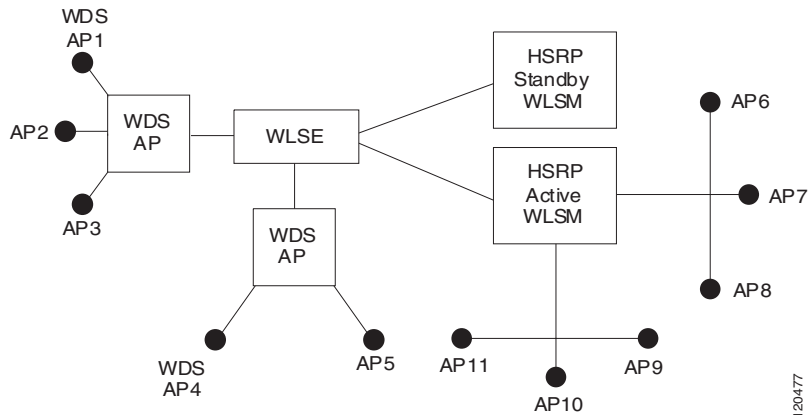 WDS
AP1
AP2
AP3
WDS
AP
WLSE
HSRP
Standby
WLSM
HSRP
Active
WLSM
AP6
AP7
AP8
WDS
AP
WDS
AP4
AP5
AP11
AP10
AP9
120477